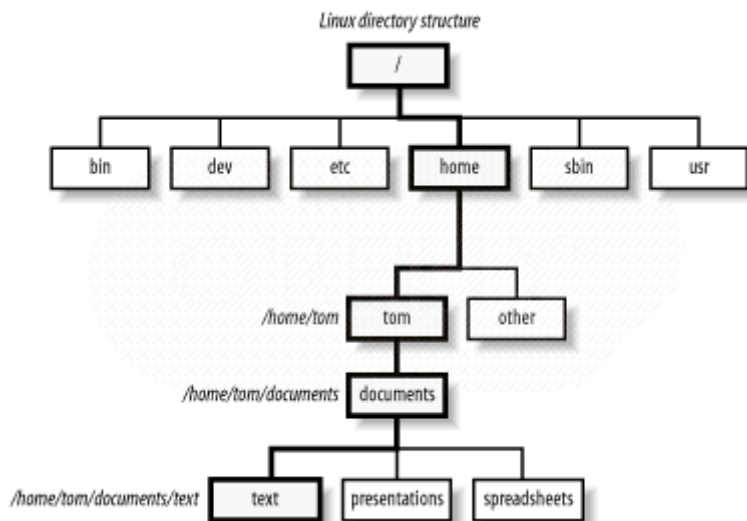 Linux directory structure
/
bin dev etc home sbin usr
/home/tom tom other
/home/tom/documents documents
/home/tom/documents/text text presentations spreadsheets